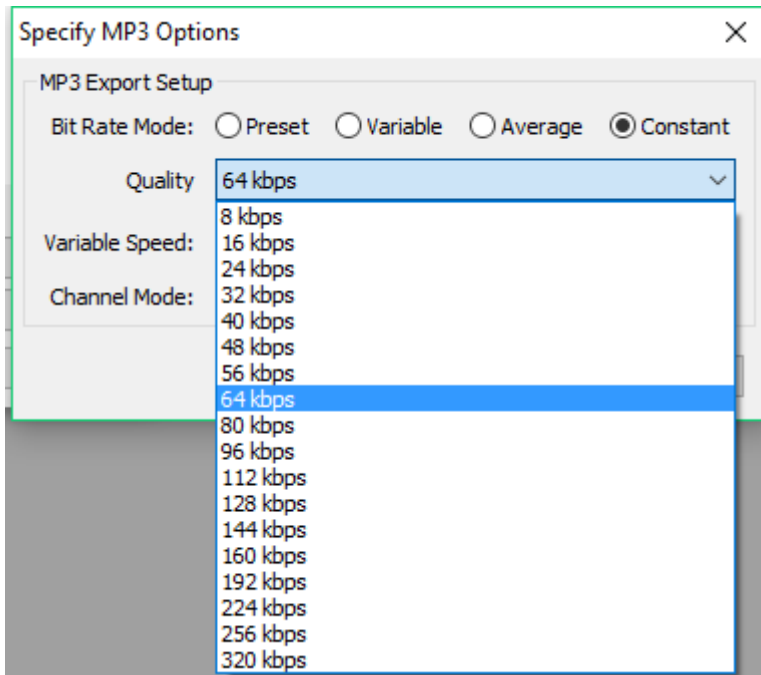 Specify MP3 Options
MP3 Export Setup
Bit Rate Mode: Preset Variable Average Constant
Quality 64 kbps
8 kbps
Variable Speed: 16 kbps
24 kbps
Channel Mode: 32 kbps
40 kbps
48 kbps
56 kbps
64 kbps
80 kbps
96 kbps
112 kbps
128 kbps
144 kbps
160 kbps
192 kbps
224 kbps
256 kbps
320 kbps